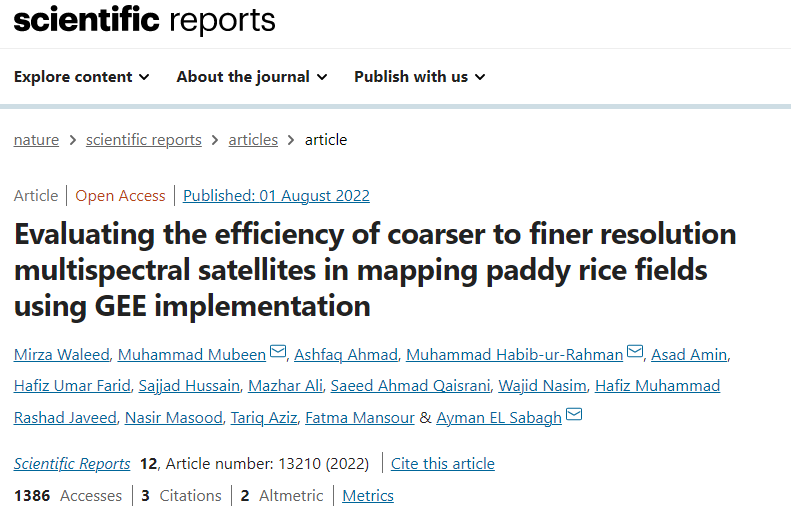 scientific reports
Explore content About the journal Publish with us
nature > scientific reports > articles > article
Article | Open Access | Published: 01 August 2022
Evaluating the efficiency of coarser to finer resolution
multispectral satellites in mapping paddy rice fields
using GEE implementation
Mirza Waleed, Muhammad Mubeen, Ashfaq Ahmad, Muhammad Habib-ur-Rahman, Asad Amin,
Hafiz Umar Farid, Sajjad Hussain, Mazhar Ali, Saeed Ahmad Qaisrani, Wajid Nasim, Hafiz Muhammad
Rashad Javeed, Nasir Masood, Tariq Aziz, Fatma Mansour & Ayman EL Sabagh
Scientific Reports 12, Article number: 13210 (2022) | Cite this article
1386 Accesses | 3 Citations | 2 Altmetric | Metrics